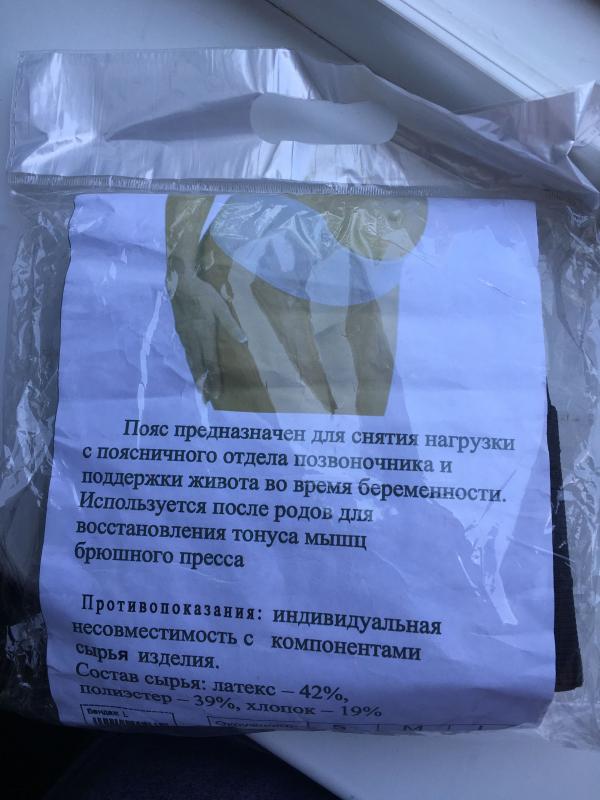 Пояс предназначен для снятия нагрузки
с поясничного отдела позвоночника и
поддержки живота во время беременности.
Используется после родов для
восстановления тонуса мышц
брюшного пресса
Противопоказания: индивидуальная
несовместимость с компонентами
сырья изделия.
Состав сырья: латекс – 42%,
полиэстер – 39%, хлопок – 19%
Бандаж
S M L